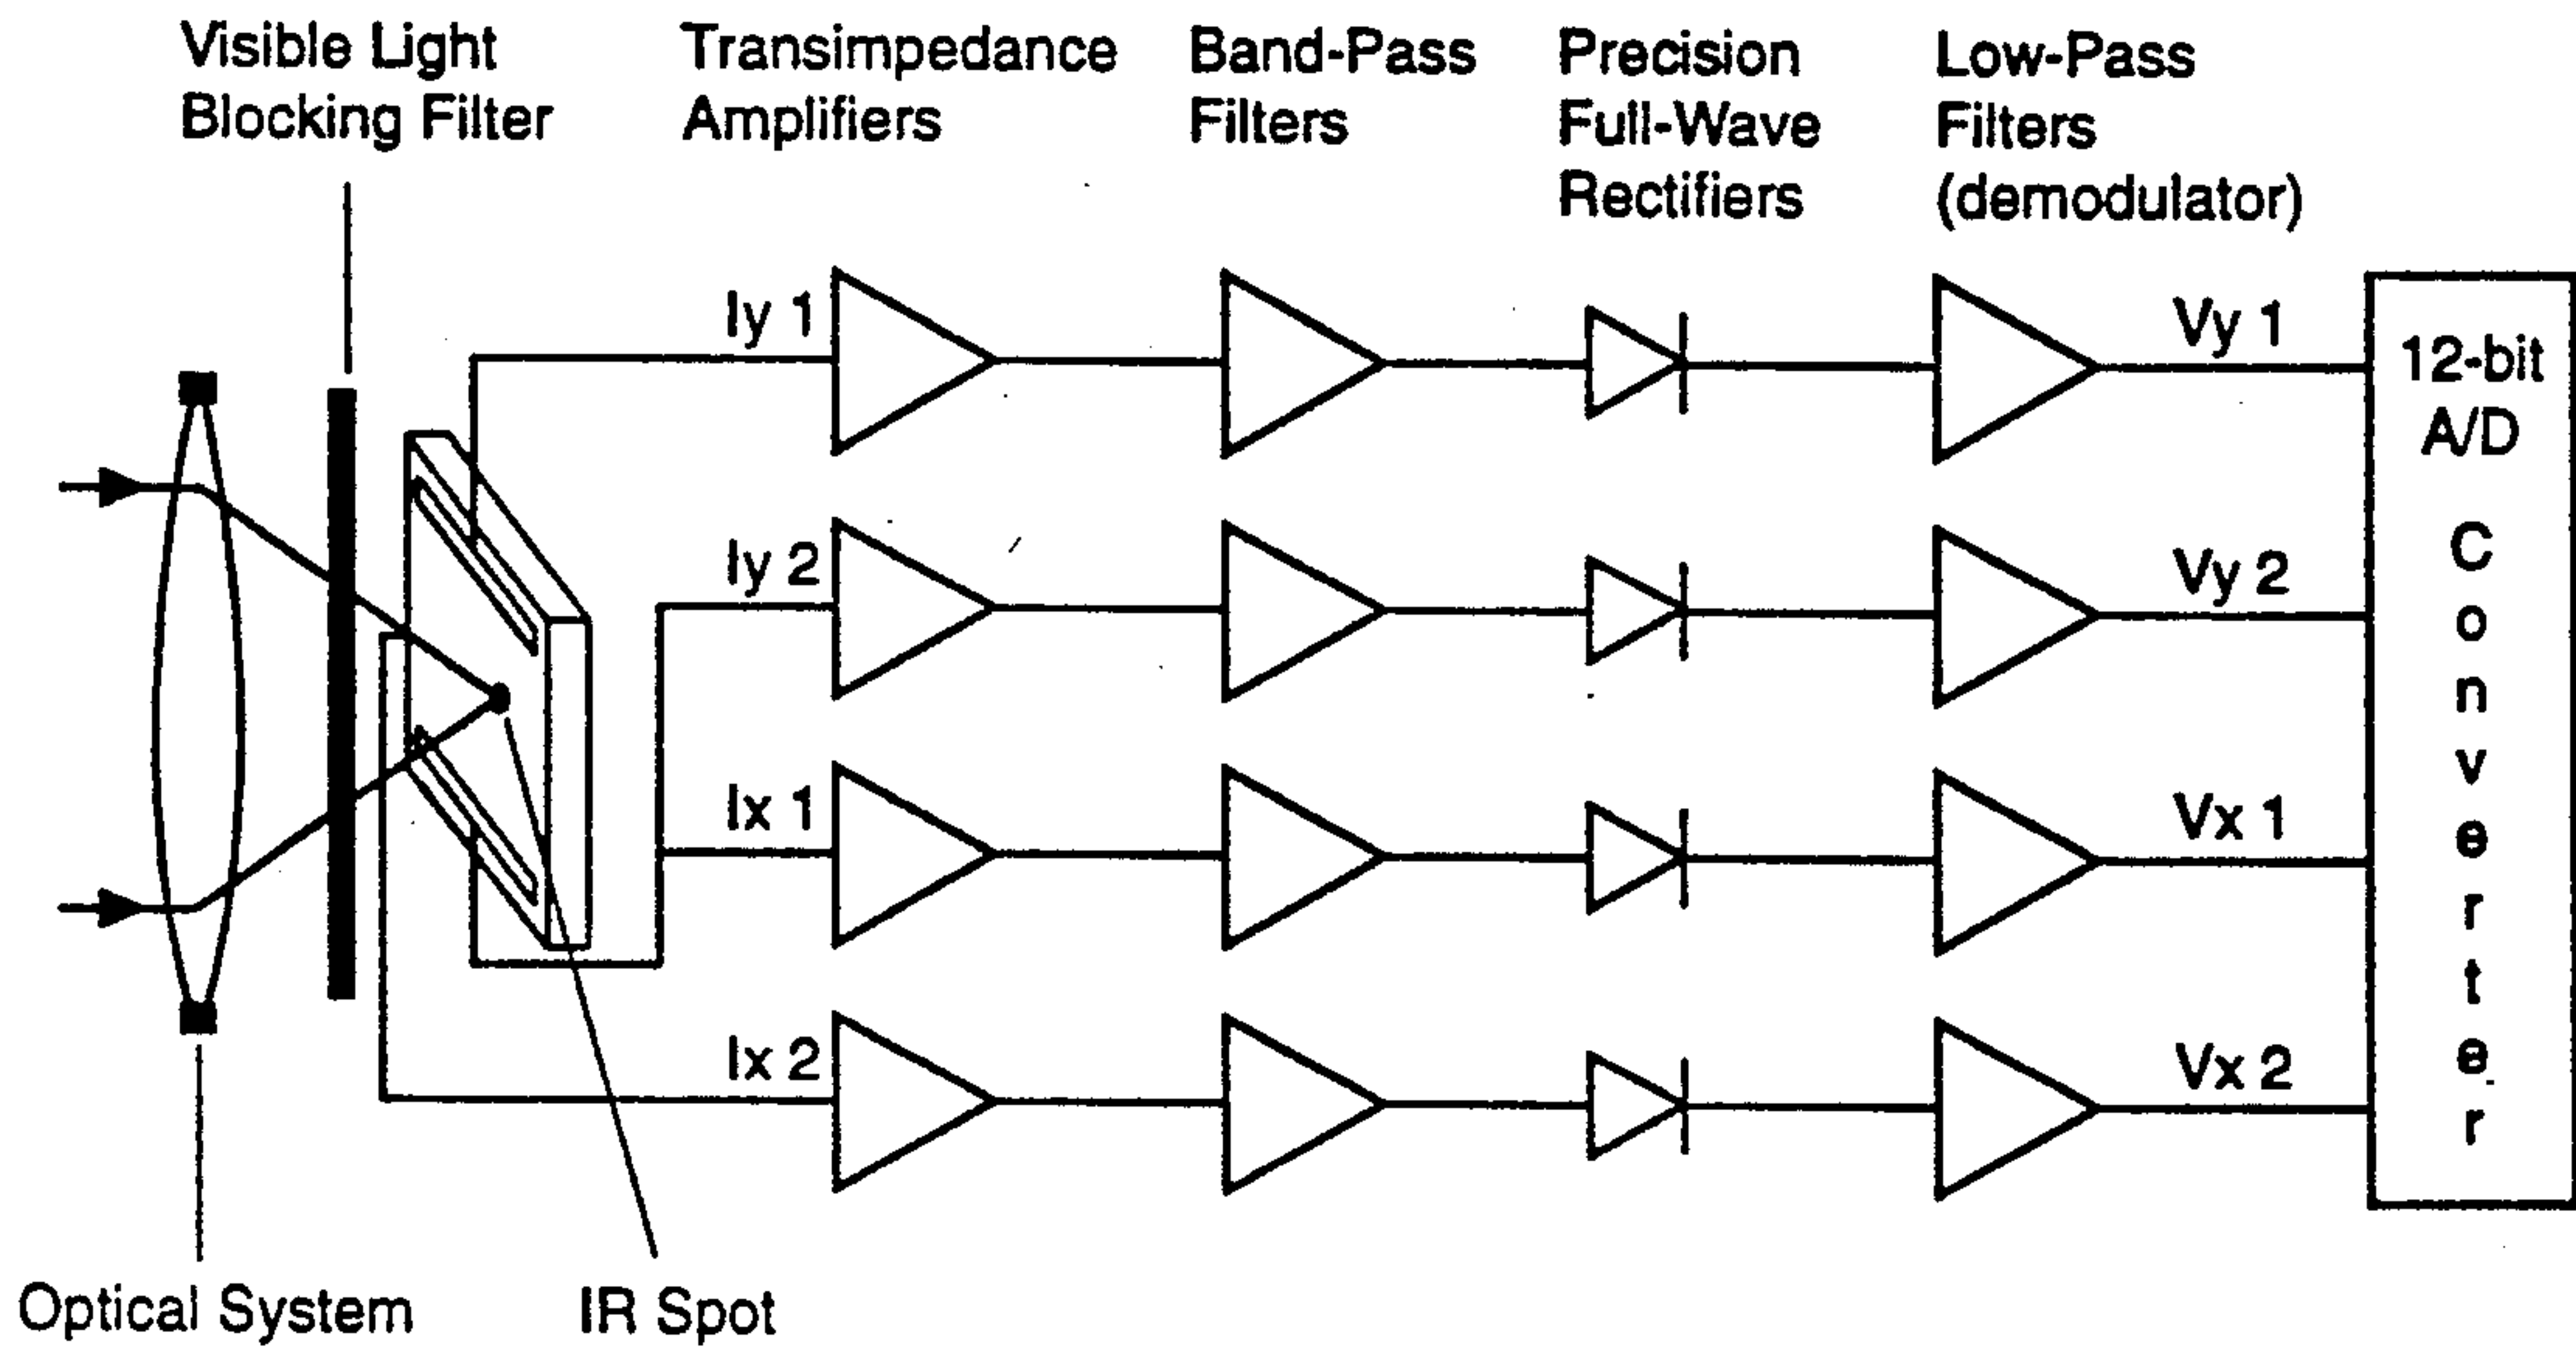 Visible Light
Blocking Filter
Transimpedance
Amplifiers
Band-Pass
Filters
Precision
Full-Wave
Rectifiers
Low-Pass
Filters
(demodulator)
Iy 1
Vy 1
Iy 2
Vy 2
Ix 1
Vx 1
Ix 2
Vx 2
12-bit
A/D
Converter
Optical System
IR Spot